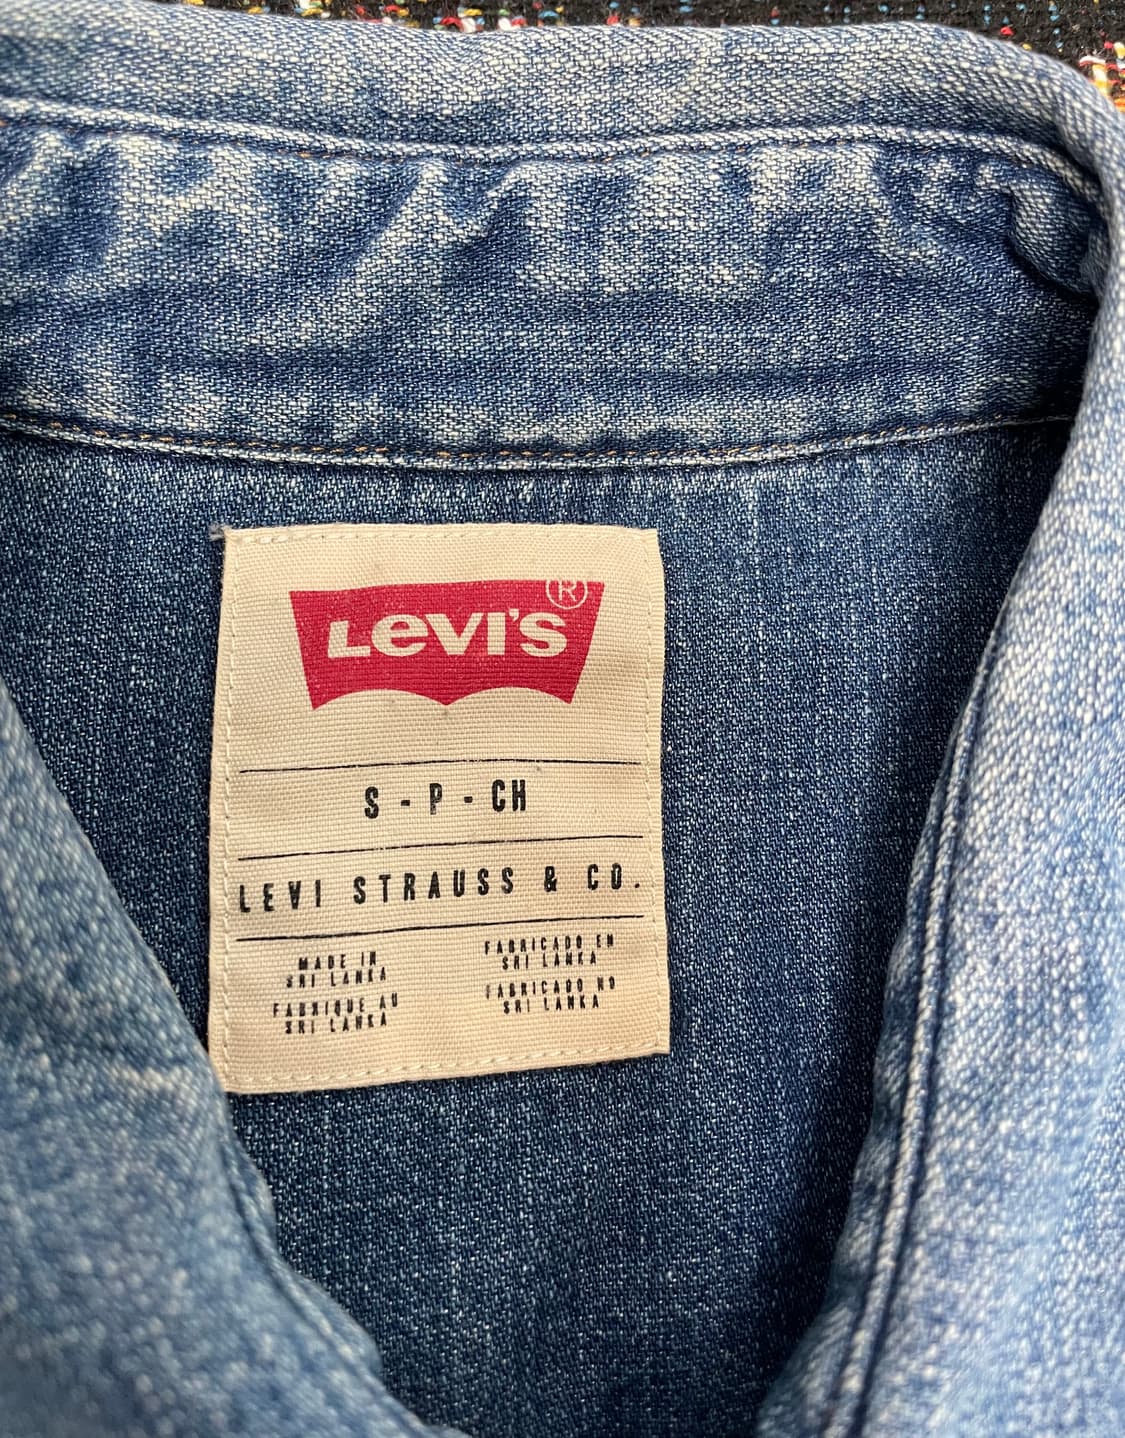 LEVI'S ®
S - P - CH
LEVI STRAUSS & CO.
MADE IN
SRI LANKA
FABRIQUE AU
SRI LANKA
FABRICADO EN
SRI LANKA
FABRICADO NO
SRI LANKA